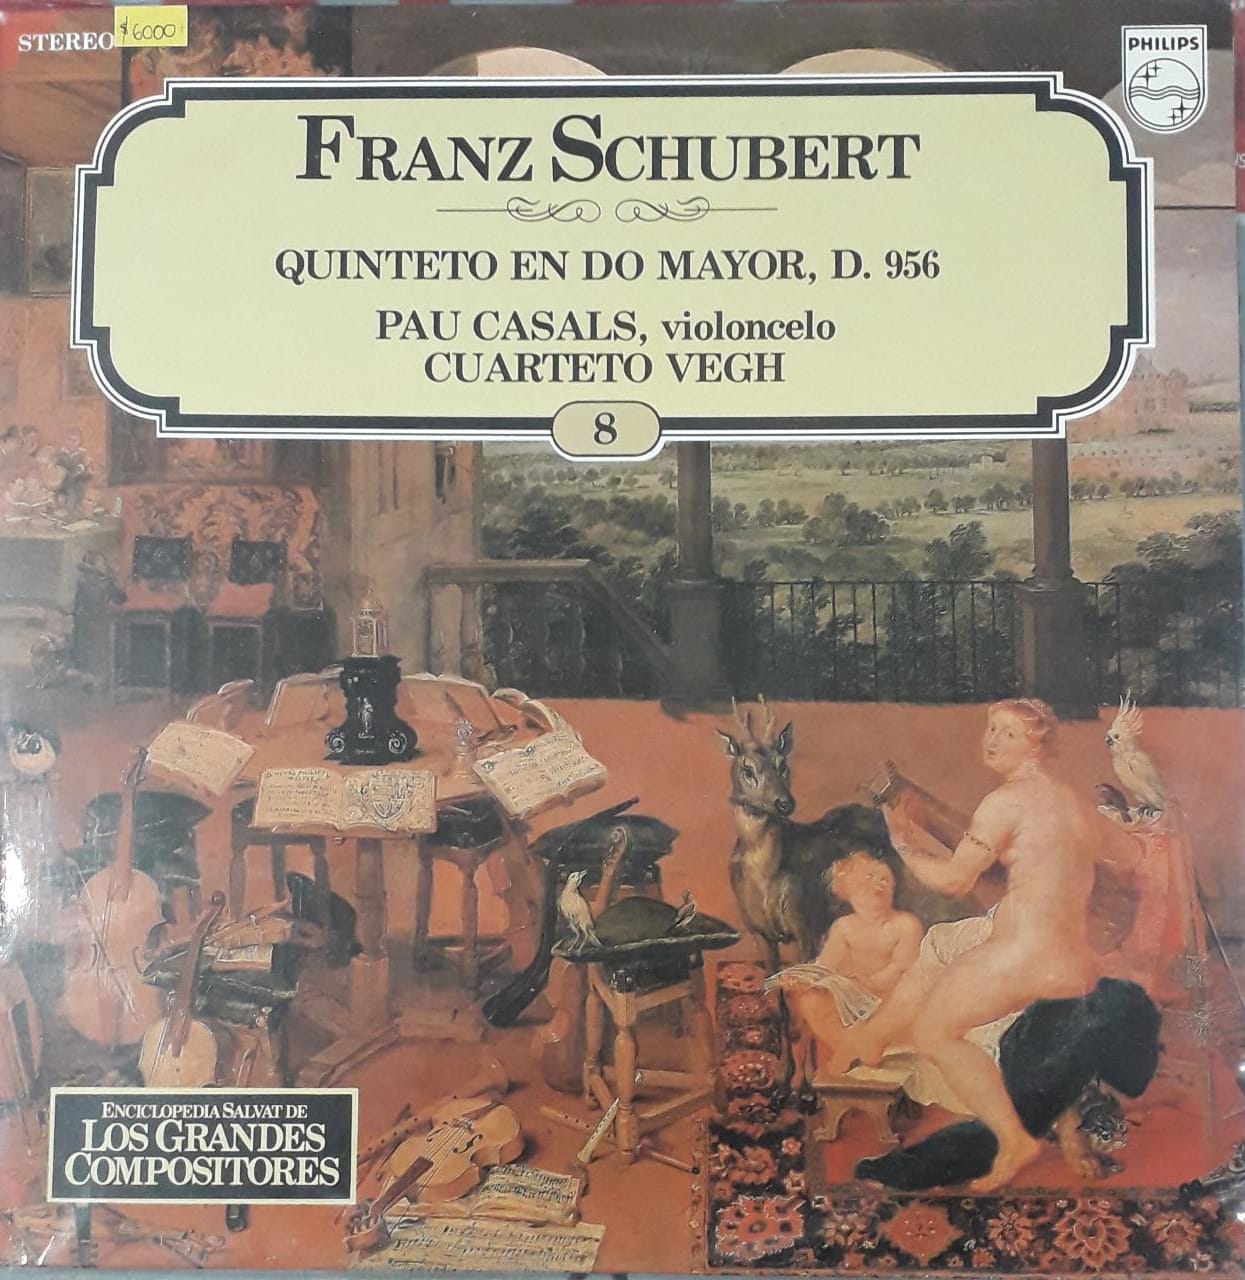 STEREO
$6000
PHILIPS
FRANZ SCHUBERT
QUINTETO EN DO MAYOR, D. 956
PAU CASALS, violoncelo
CUARTETO VEGH
8
ENCICLOPEDIA SALVAT DE
LOS GRANDES
COMPOSITORES